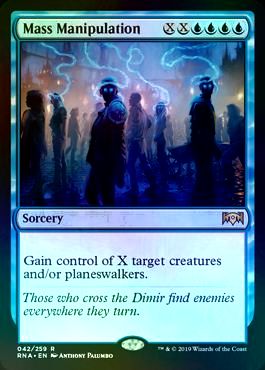 Mass Manipulation XX
Sorcery
Gain control of X target creatures
and/or planeswalkers.
Those who cross the Dimir find enemies
everywhere they turn.
042/259 R
RNA • EN ANTHONY PALUMBO
™ & © 2019 Wizards of the Coast